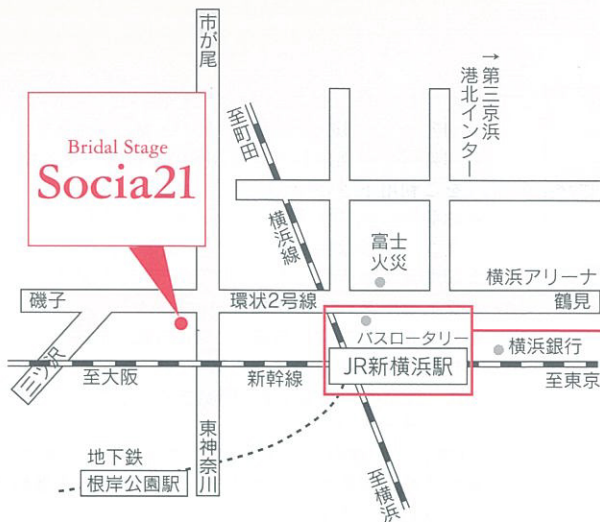 市が尾
Bridal Stage
Socia21
至町田
横浜線
→第三京浜
港北インター
富士
火災
横浜アリーナ
磯子
環状2号線
鶴見
バスロータリー
横浜銀行
三ツ沢
至大阪
新幹線
JR新横浜駅
至東京
東神奈川
地下鉄
根岸公園駅
至横浜